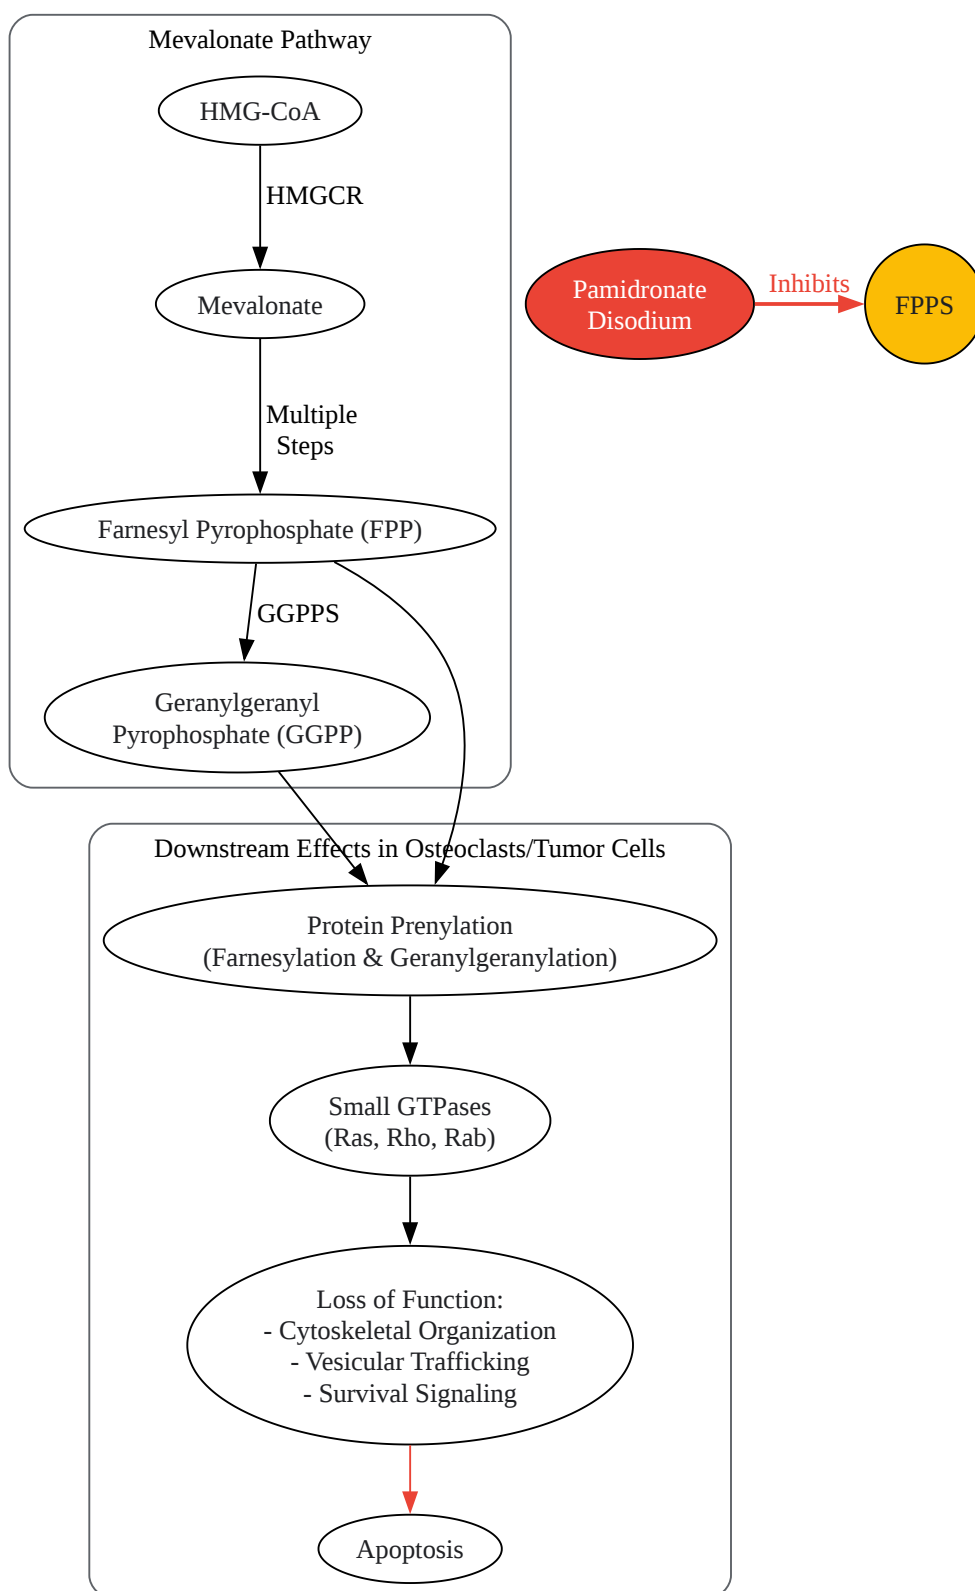 Mevalonate Pathway
HMG-CoA
HMGCR
Mevalonate
Pamidronate
Disodium
Inhibits
FPPS
Multiple
Steps
Farnesyl Pyrophosphate (FPP)
GGPPS
Geranylgeranyl
Pyrophosphate (GGPP)
Downstream Effects in Osteoclasts/Tumor Cells
Protein Prenylation
(Farnesylation & Geranylgeranylation)
Small GTPases
(Ras, Rho, Rab)
Loss of Function:
- Cytoskeletal Organization
- Vesicular Trafficking
- Survival Signaling
Apoptosis